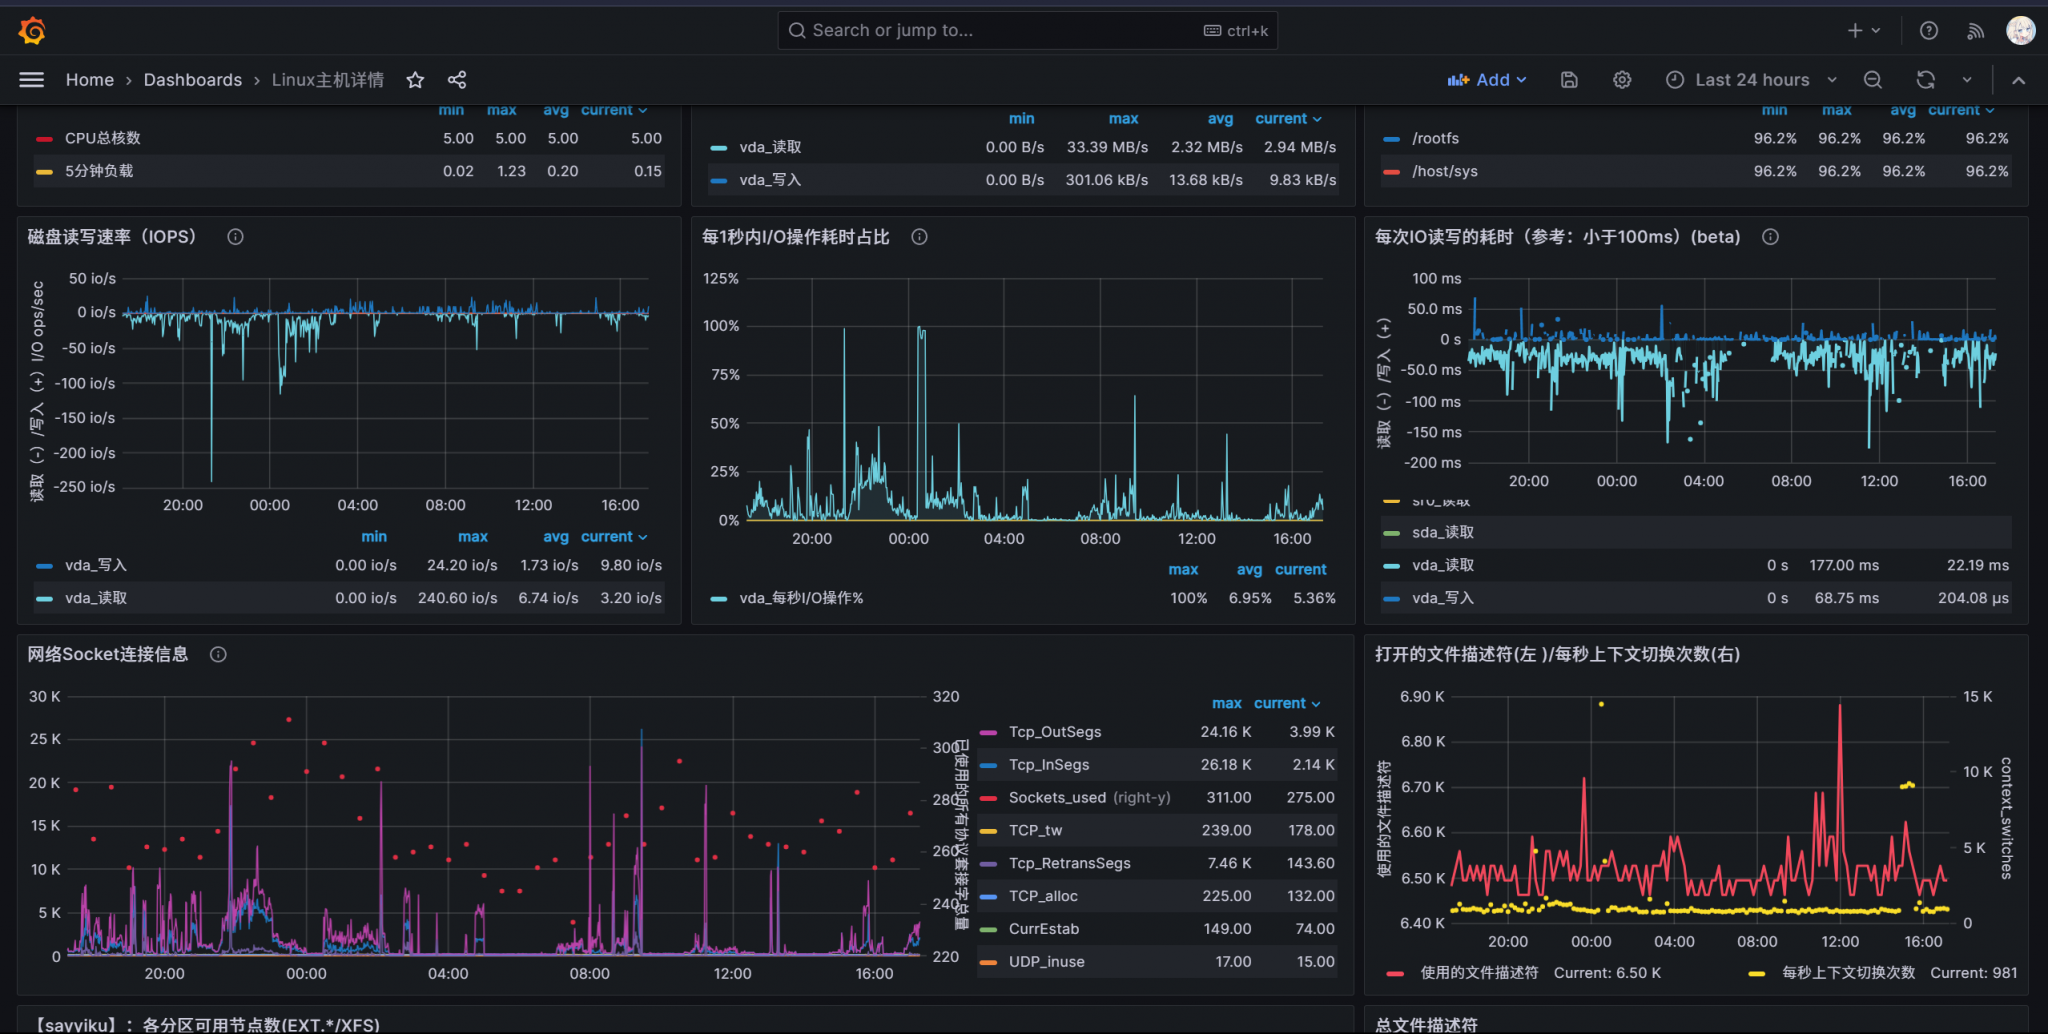 Search or jump to...
ctrl+k
Home › Dashboards › Linux主机详情
Add
Last 24 hours
min max avg current
CPU总核数 5.00 5.00 5.00 5.00
5分钟负载 0.02 1.23 0.20 0.15
min max avg current
vda_读取 0.00 B/s 33.39 MB/s 2.32 MB/s 2.94 MB/s
vda_写入 0.00 B/s 301.06 kB/s 13.68 kB/s 9.83 kB/s
min max avg current
/rootfs 96.2% 96.2% 96.2% 96.2%
/host/sys 96.2% 96.2% 96.2% 96.2%
磁盘读写速率（IOPS）
读取（-）/写入（+）I/O ops/sec
50 io/s
0 io/s
-50 io/s
-100 io/s
-150 io/s
-200 io/s
-250 io/s
20:00 00:00 04:00 08:00 12:00 16:00
min max avg current
vda_写入 0.00 io/s 24.20 io/s 1.73 io/s 9.80 io/s
vda_读取 0.00 io/s 240.60 io/s 6.74 io/s 3.20 io/s
每1秒内I/O操作耗时占比
125%
100%
75%
50%
25%
0%
20:00 00:00 04:00 08:00 12:00 16:00
max avg current
vda_每秒I/O操作% 100% 6.95% 5.36%
每次IO读写的耗时（参考：小于100ms）(beta)
读取（-）/写入（+）
100 ms
50.0 ms
0 s
-50.0 ms
-100 ms
-150 ms
-200 ms
20:00 00:00 04:00 08:00 12:00 16:00
sr0_读取
sda_读取
vda_读取 0 s 177.00 ms 22.19 ms
vda_写入 0 s 68.75 ms 204.08 µs
网络Socket连接信息
30 K
25 K
20 K
15 K
10 K
5 K
0
20:00 00:00 04:00 08:00 12:00 16:00
320
300
280
260
240
220
已使用的所有协议套接字总量
max current
Tcp_OutSegs 24.16 K 3.99 K
Tcp_InSegs 26.18 K 2.14 K
Sockets_used (right-y) 311.00 275.00
TCP_tw 239.00 178.00
Tcp_RetransSegs 7.46 K 143.60
TCP_alloc 225.00 132.00
CurrEstab 149.00 74.00
UDP_inuse 17.00 15.00
打开的文件描述符(左 )/每秒上下文切换次数(右)
使用的文件描述符
6.90 K
6.80 K
6.70 K
6.60 K
6.50 K
6.40 K
15 K
10 K
5 K
0
context_switches
20:00 00:00 04:00 08:00 12:00 16:00
使用的文件描述符 Current: 6.50 K
每秒上下文切换次数 Current: 981
【savyiku】：各分区可用节点数(EXT.*/XFS)
总文件描述符